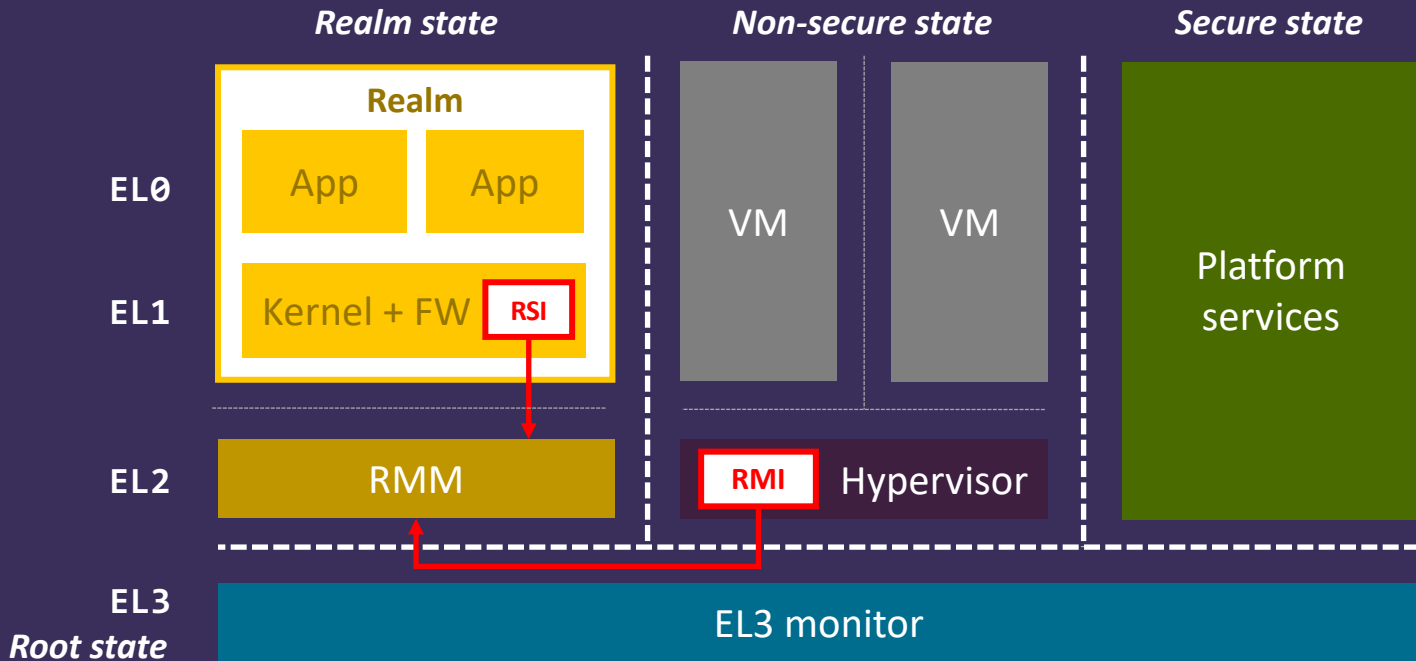 Realm state
Non-secure state
Secure state
Realm
EL0
App
App
VM
VM
Platform
services
EL1
Kernel + FW
RSI
EL2
RMM
RMI
Hypervisor
EL3
Root state
EL3 monitor